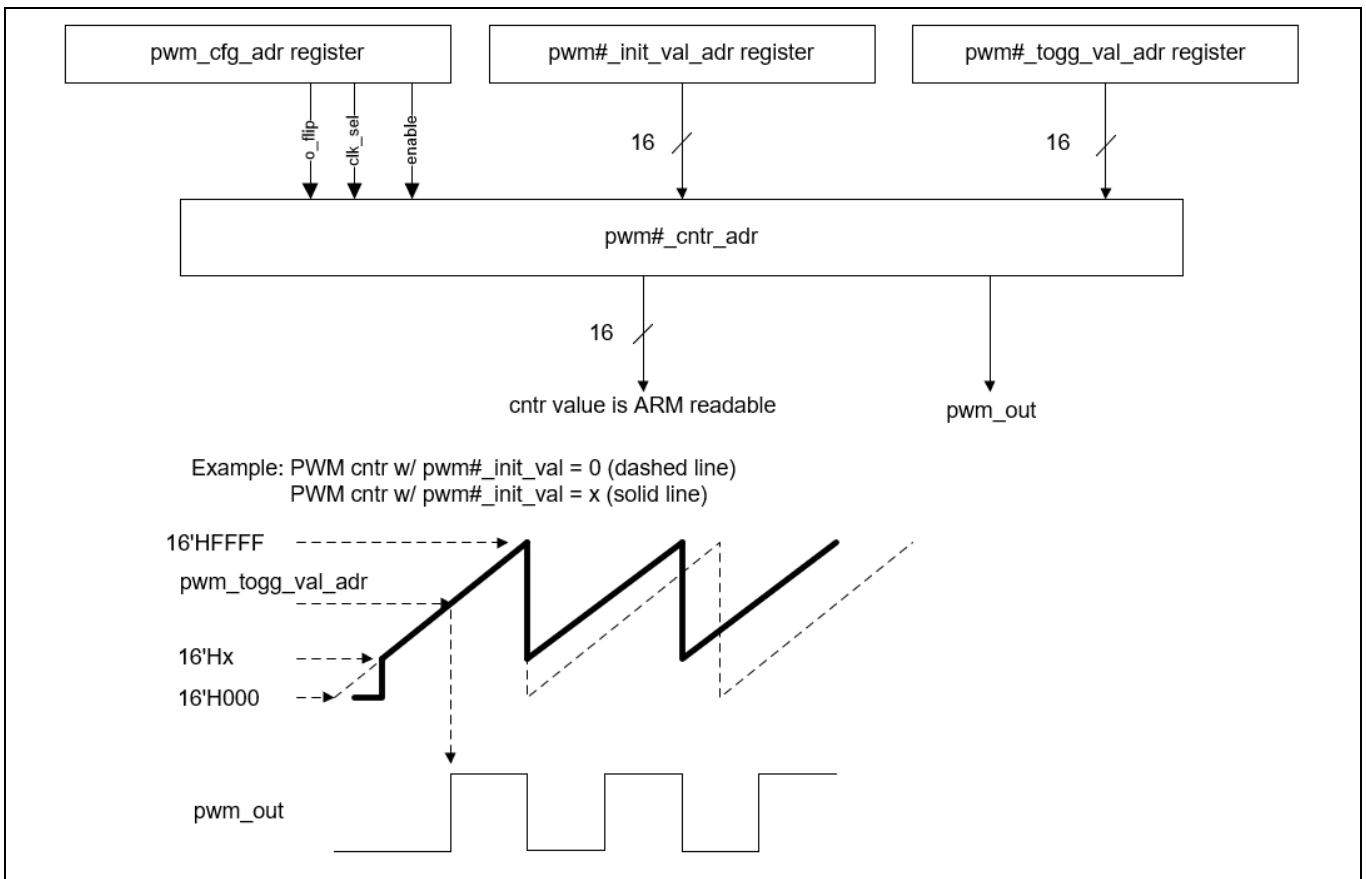 pwm_cfg_adr register
pwm#_init_val_adr register
pwm#_togg_val_adr register
o_flip
clk_sel
enable
16
16
pwm#_cntr_adr
16
cntr value is ARM readable
pwm_out
Example: PWM cntr w/ pwm#_init_val = 0 (dashed line)
PWM cntr w/ pwm#_init_val = x (solid line)
16'HFFFF
pwm_togg_val_adr
16'Hx
16'H000
pwm_out